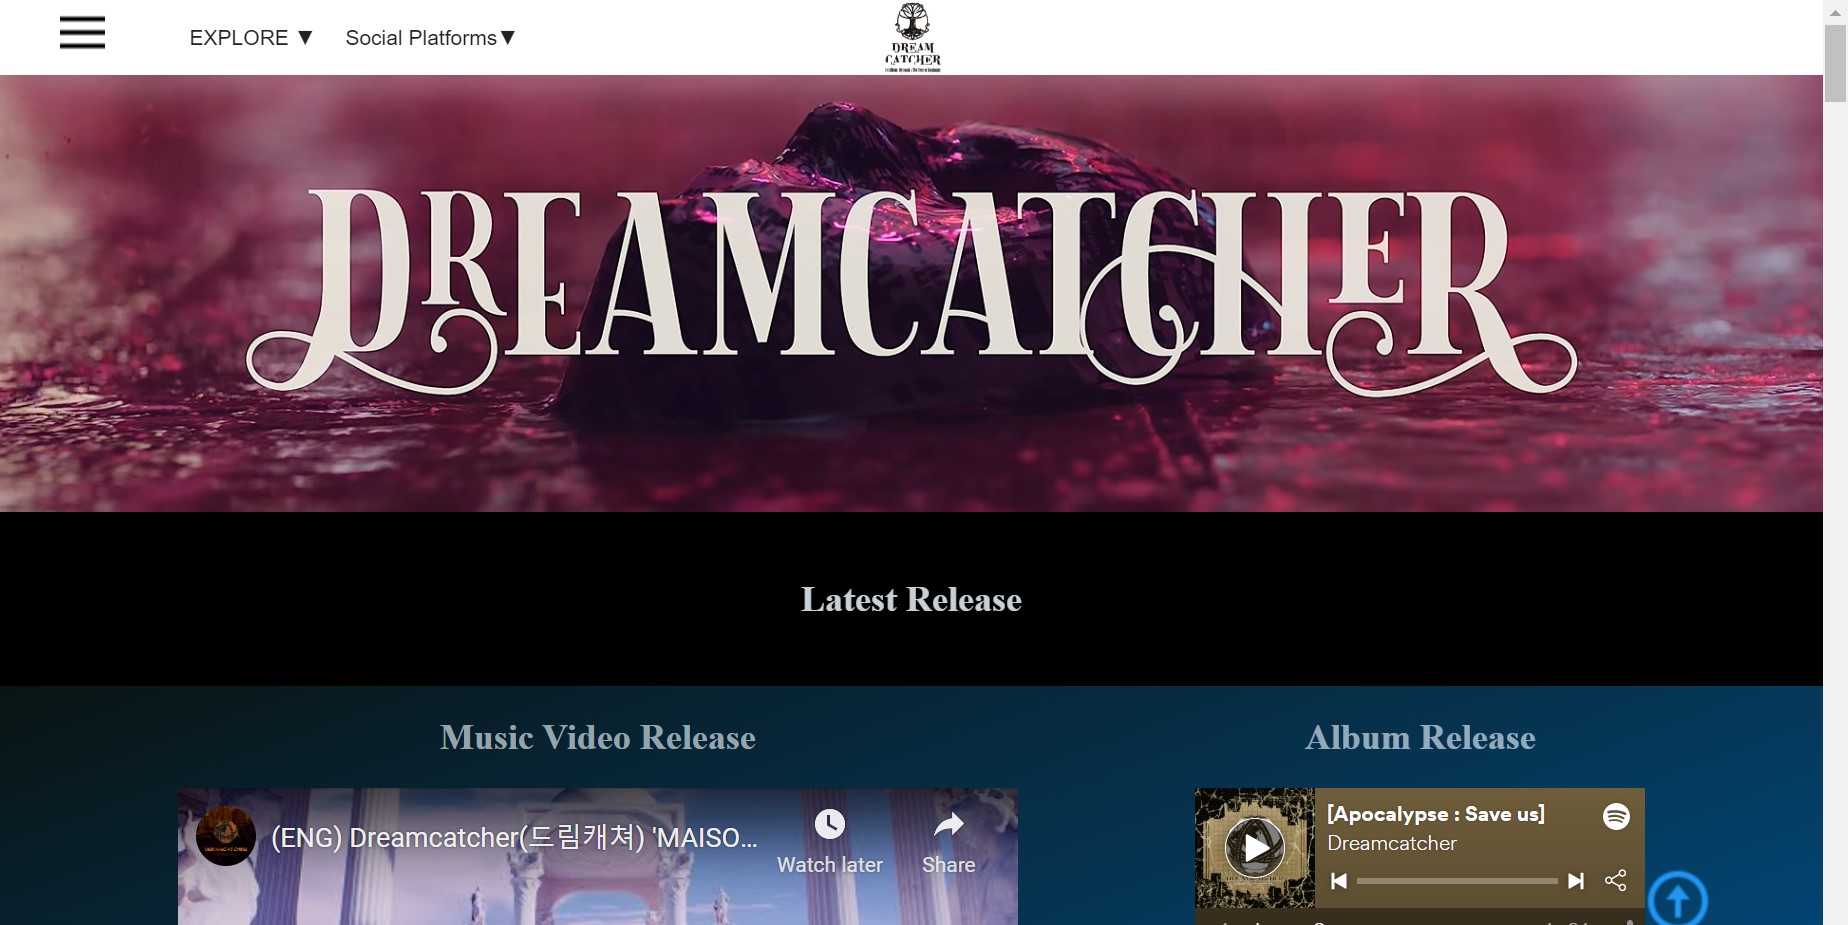 EXPLORE ▼
Social Platforms▼
DREAM
CATCHER
DREAMCATCHER
Latest Release
Music Video Release
Album Release
(ENG) Dreamcatcher(드림캐쳐) 'MAISO...
Watch later
Share
[Apocalypse : Save us]
Dreamcatcher